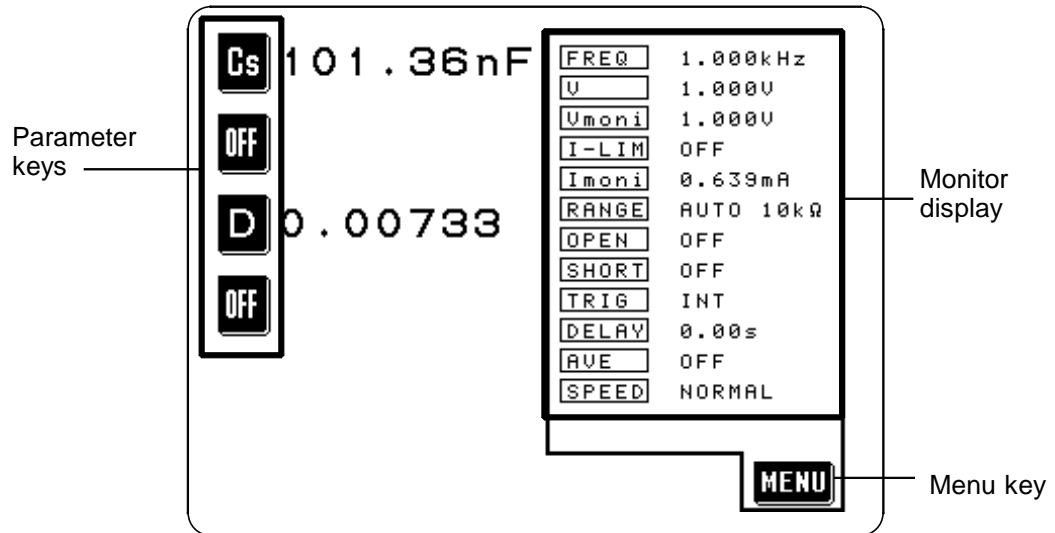 Cs 101.36nF
OFF
D 0.00733
OFF
Parameter
keys
FREQ 1.000kHz
V 1.000V
Vmoni 1.000V
I-LIM OFF
Imoni 0.639mA
RANGE AUTO 10kΩ
OPEN OFF
SHORT OFF
TRIG INT
DELAY 0.00s
AVE OFF
SPEED NORMAL
Monitor
display
MENU
Menu key